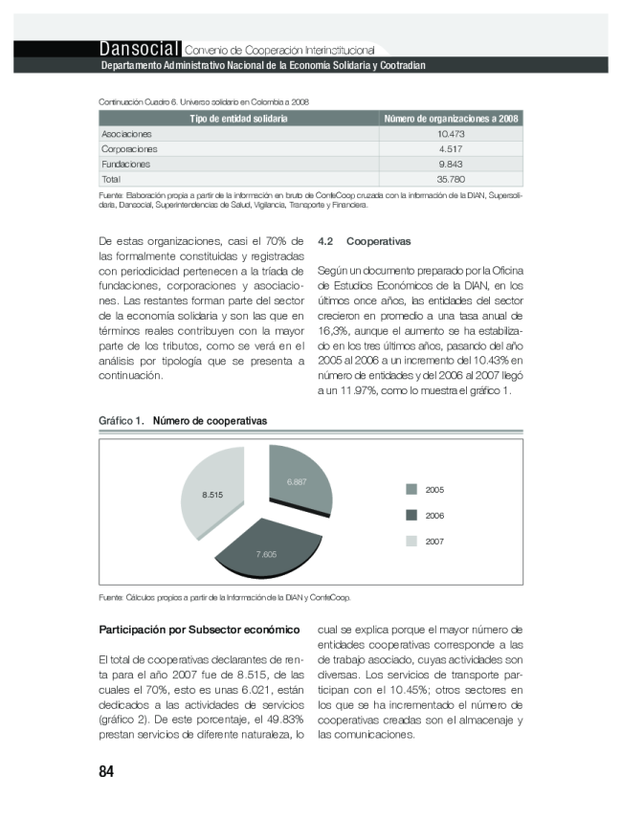 Dansocial Convenio de Cooperación Interinstitucional
Departamento Administrativo Nacional de la Economía Solidaria y Cootradian
Continuación Cuadro 6. Universo solidario en Colombia a 2008
Tipo de entidad solidaria Número de organizaciones a 2008
Asociaciones 10.473
Corporaciones 4.517
Fundaciones 9.843
Total 35.780
Fuente: Elaboración propia a partir de la información en bruto de ConfeCoop cruzada con la información de la DIAN, Supersoli-
daria, Dansocial, Superintendencias de Salud, Vigilancia, Transporte y Financiera.
De estas organizaciones, casi el 70% de
las formalmente constituidas y registradas
con periodicidad pertenecen a la tríada de
fundaciones, corporaciones y asociacio-
nes. Las restantes forman parte del sector
de la economía solidaria y son las que en
términos reales contribuyen con la mayor
parte de los tributos, como se verá en el
análisis por tipología que se presenta a
continuación.
4.2 Cooperativas
Según un documento preparado por la Oficina
de Estudios Económicos de la DIAN, en los
últimos once años, las entidades del sector
crecieron en promedio a una tasa anual de
16,3%, aunque el aumento se ha estabiliza-
do en los tres últimos años, pasando del año
2005 al 2006 a un incremento del 10.43% en
número de entidades y del 2006 al 2007 llegó
a un 11.97%, como lo muestra el gráfico 1.
Gráfico 1. Número de cooperativas
6.887
8.515
7.605
2005
2006
2007
Fuente: Cálculos propios a partir de la Información de la DIAN y ConfeCoop.
Participación por Subsector económico
El total de cooperativas declarantes de ren-
ta para el año 2007 fue de 8.515, de las
cuales el 70%, esto es unas 6.021, están
dedicados a las actividades de servicios
(gráfico 2). De este porcentaje, el 49.83%
prestan servicios de diferente naturaleza, lo
cual se explica porque el mayor número de
entidades cooperativas corresponde a las
de trabajo asociado, cuyas actividades son
diversas. Los servicios de transporte par-
ticipan con el 10.45%; otros sectores en
los que se ha incrementado el número de
cooperativas creadas son el almacenaje y
las comunicaciones.
84